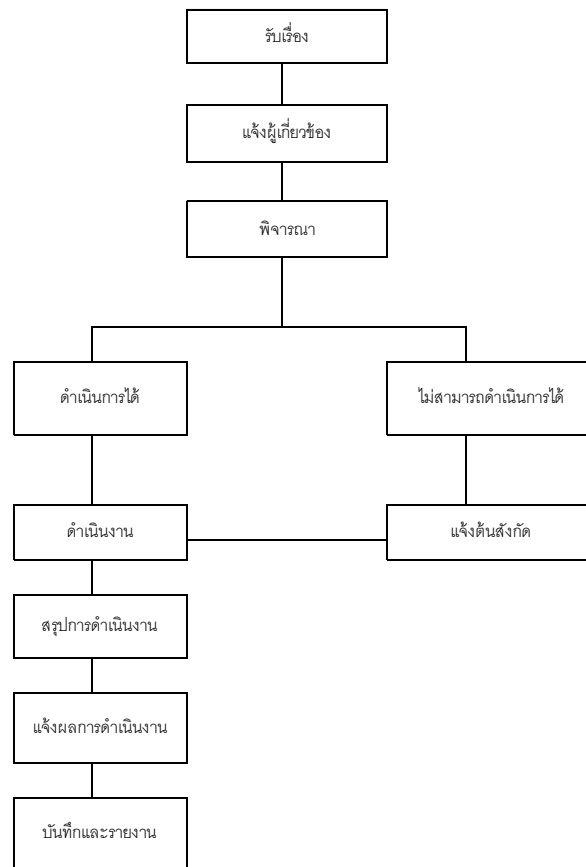 รับเรื่อง
แจ้งผู้เกี่ยวข้อง
พิจารณา
ดำเนินการได้
ไม่สามารถดำเนินการได้
ดำเนินงาน
แจ้งต้นสังกัด
สรุปการดำเนินงาน
แจ้งผลการดำเนินงาน
บันทึกและรายงาน